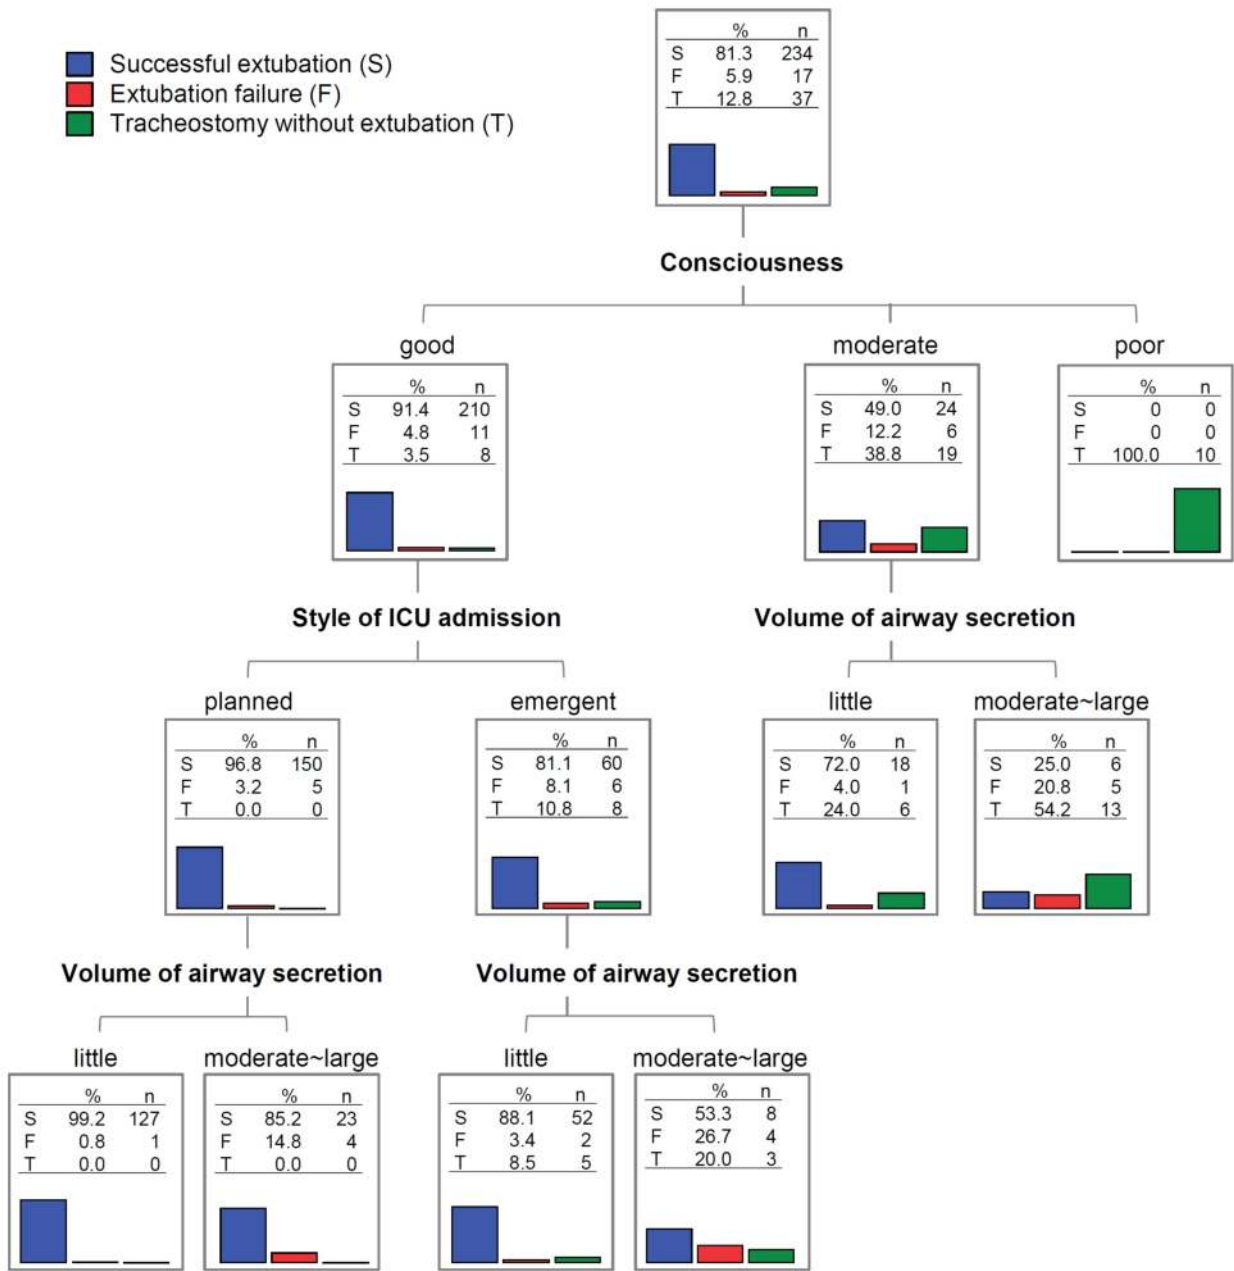 Successful extubation (S)
Extubation failure (F)
Tracheostomy without extubation (T)
% n
S 81.3 234
F 5.9 17
T 12.8 37
Consciousness
good
% n
S 91.4 210
F 4.8 11
T 3.5 8
moderate
% n
S 49.0 24
F 12.2 6
T 38.8 19
poor
% n
S 0 0
F 0 0
T 100.0 10
Style of ICU admission
Volume of airway secretion
planned
% n
S 96.8 150
F 3.2 5
T 0.0 0
emergent
% n
S 81.1 60
F 8.1 6
T 10.8 8
little
% n
S 72.0 18
F 4.0 1
T 24.0 6
moderate~large
% n
S 25.0 6
F 20.8 5
T 54.2 13
Volume of airway secretion
Volume of airway secretion
little
% n
S 99.2 127
F 0.8 1
T 0.0 0
moderate~large
% n
S 85.2 23
F 14.8 4
T 0.0 0
little
% n
S 88.1 52
F 3.4 2
T 8.5 5
moderate~large
% n
S 53.3 8
F 26.7 4
T 20.0 3